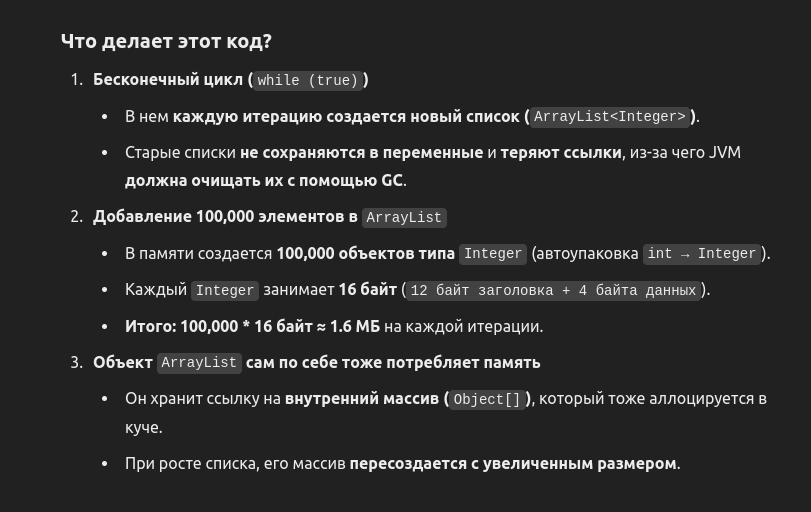 Что делает этот код?
1. Бесконечный цикл (while (true))
• В нем каждую итерацию создается новый список (ArrayList<Integer>).
• Старые списки не сохраняются в переменные и теряют ссылки, из-за чего JVM
должна очищать их с помощью GC.
2. Добавление 100,000 элементов в ArrayList
• В памяти создается 100,000 объектов типа Integer (автоупаковка int → Integer).
• Каждый Integer занимает 16 байт (12 байт заголовка + 4 байта данных).
• Итого: 100,000 * 16 байт ≈ 1.6 МБ на каждой итерации.
3. Объект ArrayList сам по себе тоже потребляет память
• Он хранит ссылку на внутренний массив (Object[]), который тоже аллоцируется в
куче.
• При росте списка, его массив пересоздается с увеличенным размером.